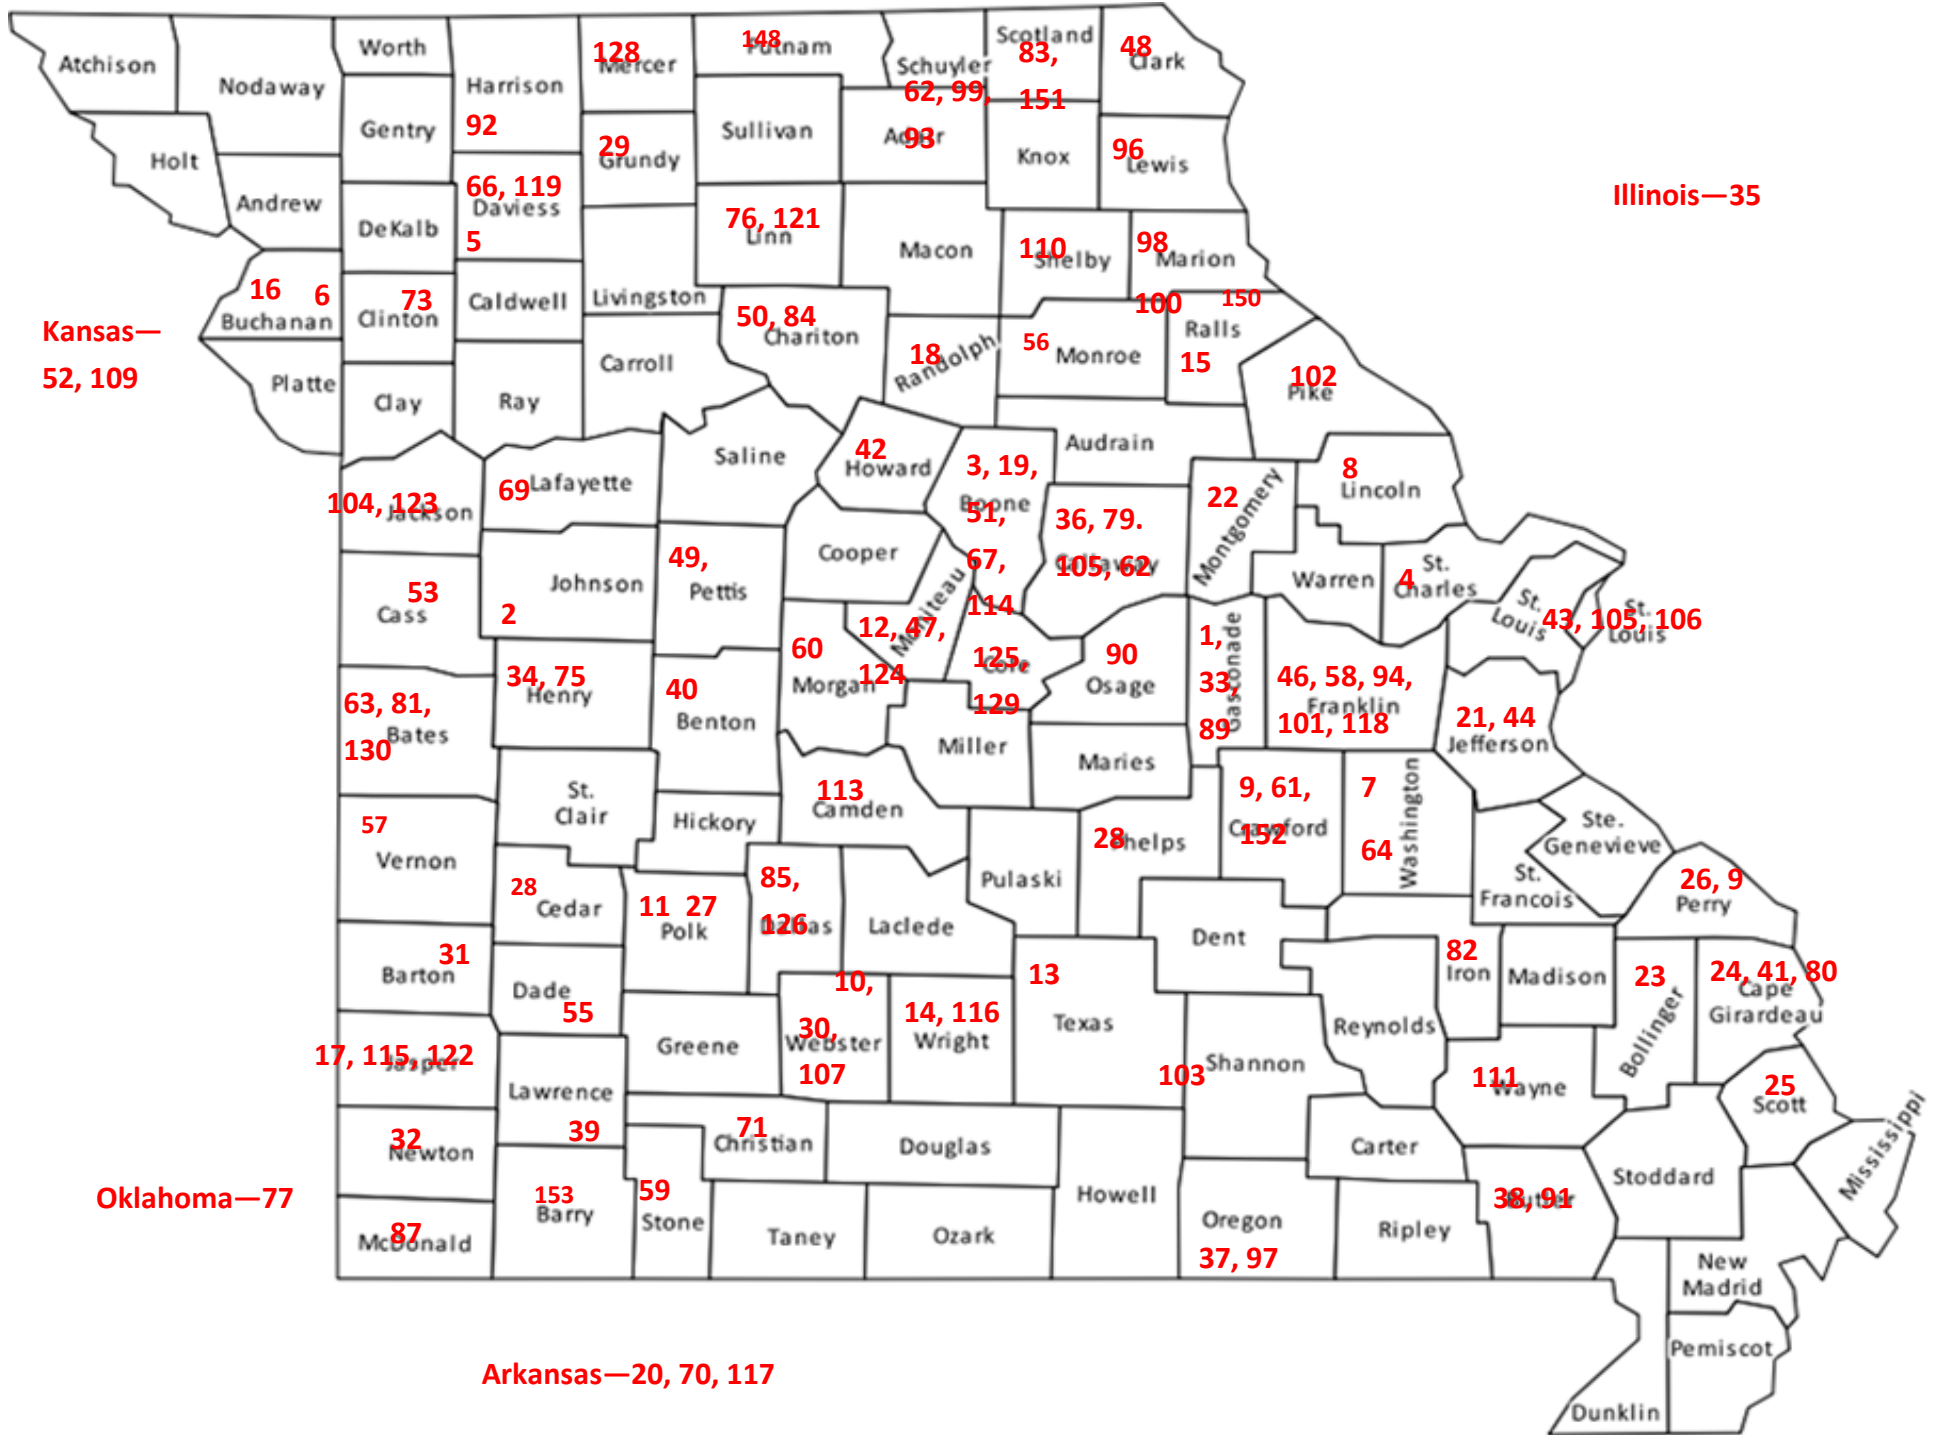 Atchison
Nodaway
Worth
Harrison
92
128
Mercer
148
Putnam
Schuyler
62, 99,
Scotland
83,
151
48
Clark
Gentry
Holt
Andrew
DeKalb
66, 119
Daviess
5
29
Grundy
Sullivan
Adair
93
Knox
96
Lewis
Illinois—35
16 6
Buchanan
73
Clinton
Caldwell
Livingston
76, 121
Linn
Macon
110
Shelby
98
Marion
100
150
Ralls
15
Kansas—
52, 109
Platte
Clay
Ray
Carroll
50, 84
Chariton
18
Randolph
56
Monroe
102
Pike
104, 123
Jackson
69
Lafayette
Saline
42
Howard
3, 19,
Boone
51,
67,
114
Audrain
36, 79.
Callaway
105, 62
22
Montgomery
8
Lincoln
53
Cass
Johnson
2
49,
Pettis
Cooper
12, 47,
Moniteau
124
Warren
4
St.
Charles
St.
Louis
43, 105, 106
St.
Louis
63, 81,
Bates
130
34, 75
Henry
40
Benton
60
Morgan
125,
Cole
129
Miller
90
Osage
1,
33,
89
Gasconade
46, 58, 94,
Franklin
101, 118
21, 44
Jefferson
57
Vernon
St.
Clair
Hickory
113
Camden
Maries
Pulaski
28
Phelps
9, 61,
Crawford
152
7
64
Washington
St.
Francois
Ste.
Genevieve
26, 9
Perry
28
Cedar
11 27
Polk
85,
Dallas
126
Laclede
Dent
31
Barton
Dade
55
Greene
10,
30,
Webster
107
14, 116
Wright
13
Texas
103
Shannon
Reynolds
82
Iron
Madison
23
Bollinger
24, 41, 80
Cape
Girardeau
17, 115, 122
Jasper
Lawrence
39
71
Christian
Douglas
Howell
Carter
111
Wayne
25
Scott
Mississippi
Stoddard
32
Newton
Oklahoma—77
87
McDonald
153
Barry
59
Stone
Taney
Ozark
Oregon
37, 97
Ripley
38, 91
Butler
New
Madrid
Pemiscot
Dunklin
Arkansas—20, 70, 117